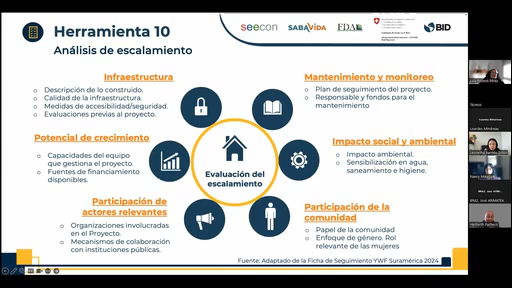 Herramienta 10
Análisis de escalamiento
seecon
SABAVIDA
FDAL
BID
Infraestructura
• Descripción de lo construido.
• Calidad de la infraestructura.
• Medidas de accesibilidad/seguridad.
• Evaluaciones previas al proyecto.
Potencial de crecimiento
• Capacidades del equipo
que gestiona el proyecto.
• Fuentes de financiamiento
disponibles.
Participación de
actores relevantes
• Organizaciones involucradas
en el Proyecto.
• Mecanismos de colaboración
con instituciones públicas.
Evaluación del
escalamiento
Mantenimiento y monitoreo
• Plan de seguimiento del proyecto.
• Responsable y fondos para el
mantenimiento
Impacto social y ambiental
• Impacto ambiental.
• Sensibilización en agua,
saneamiento e higiene.
Participación de la
comunidad
• Papel de la comunidad
• Enfoque de género. Rol
relevante de las mujeres
Fuente: Adaptado de la Ficha de Seguimiento YWF Suramérica 2024